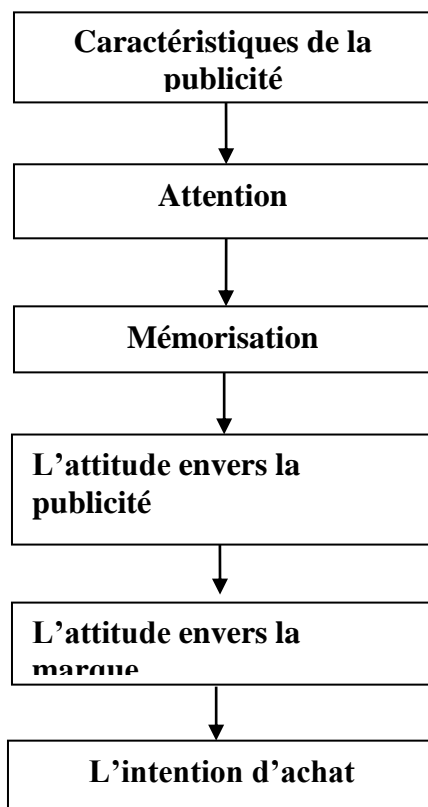 Caractéristiques de la
publicité
Attention
Mémorisation
L’attitude envers la
publicité
L’attitude envers la
marque
L’intention d’achat